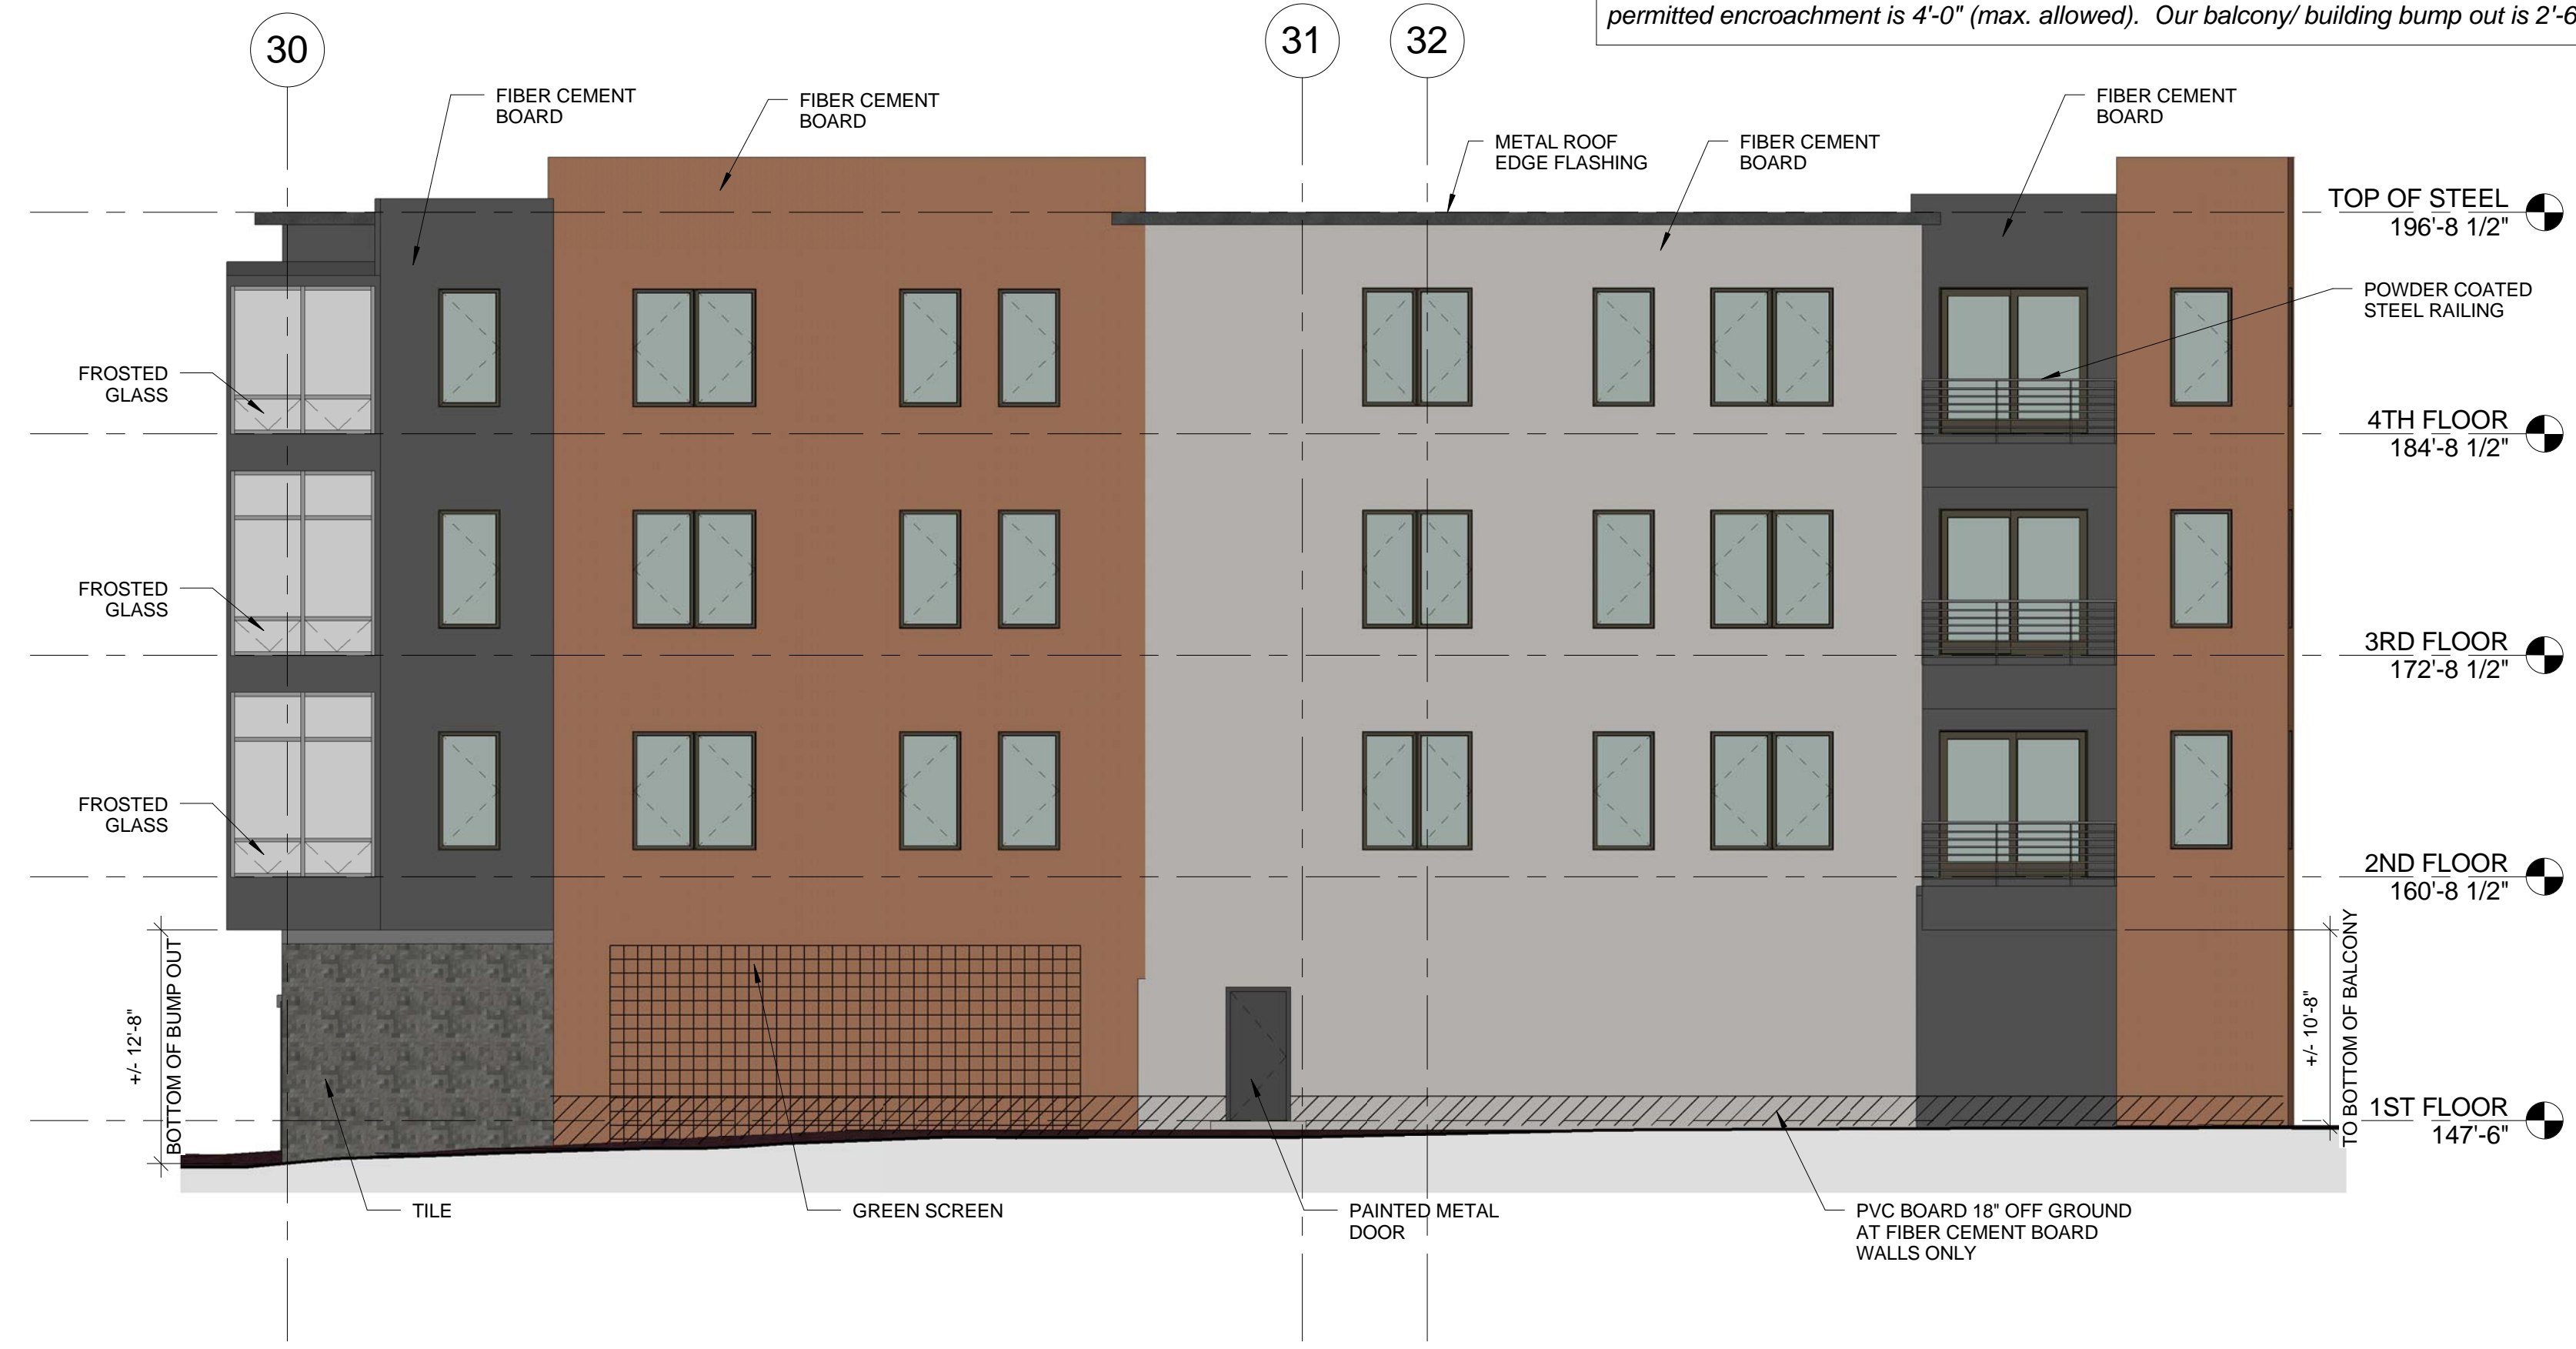 permitted encroachment is 4'-0" (max. allowed).  Our balcony/ building bump out is 2'-6
30
31
32
FIBER CEMENT
BOARD
FIBER CEMENT
BOARD
METAL ROOF
EDGE FLASHING
FIBER CEMENT
BOARD
FIBER CEMENT
BOARD
TOP OF STEEL
196'-8 1/2"
POWDER COATED
STEEL RAILING
FROSTED
GLASS
4TH FLOOR
184'-8 1/2"
FROSTED
GLASS
3RD FLOOR
172'-8 1/2"
FROSTED
GLASS
2ND FLOOR
160'-8 1/2"
+/- 12'-8"
BOTTOM OF BUMP OUT
+/- 10'-8"
TO BOTTOM OF BALCONY
1ST FLOOR
147'-6"
TILE
GREEN SCREEN
PAINTED METAL
DOOR
PVC BOARD 18" OFF GROUND
AT FIBER CEMENT BOARD
WALLS ONLY